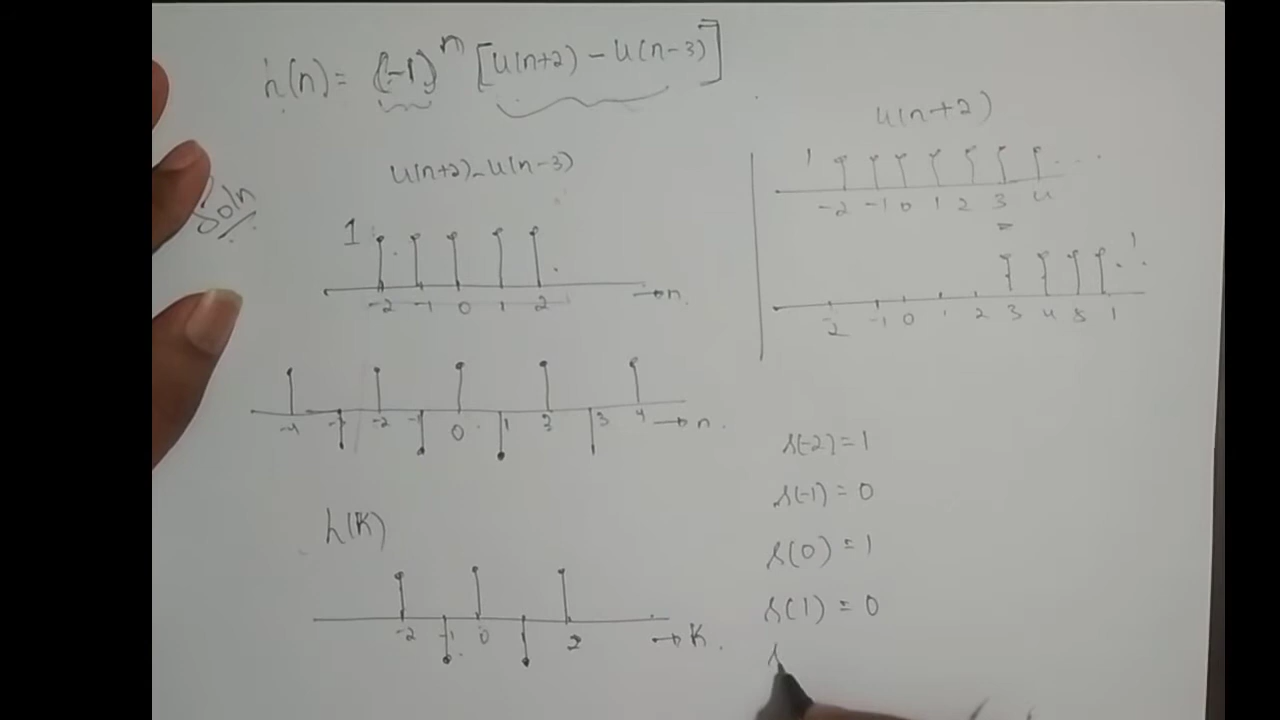 h(n) = (-1)^n [u(n+2) - u(n-3)]
Soln
u(n+2)-u(n-3)
1
-2 -1 0 1 2 → n
-4 -2 -1 0 1 3 3 4 → n
h(K)
-2 -1 0 2 → K
u(n+2)
1 ...
-2 -1 0 1 2 3 4
1
-2 -1 0 1 2 3 4 5 1
s(-2) = 1
s(-1) = 0
s(0) = 1
s(1) = 0
s